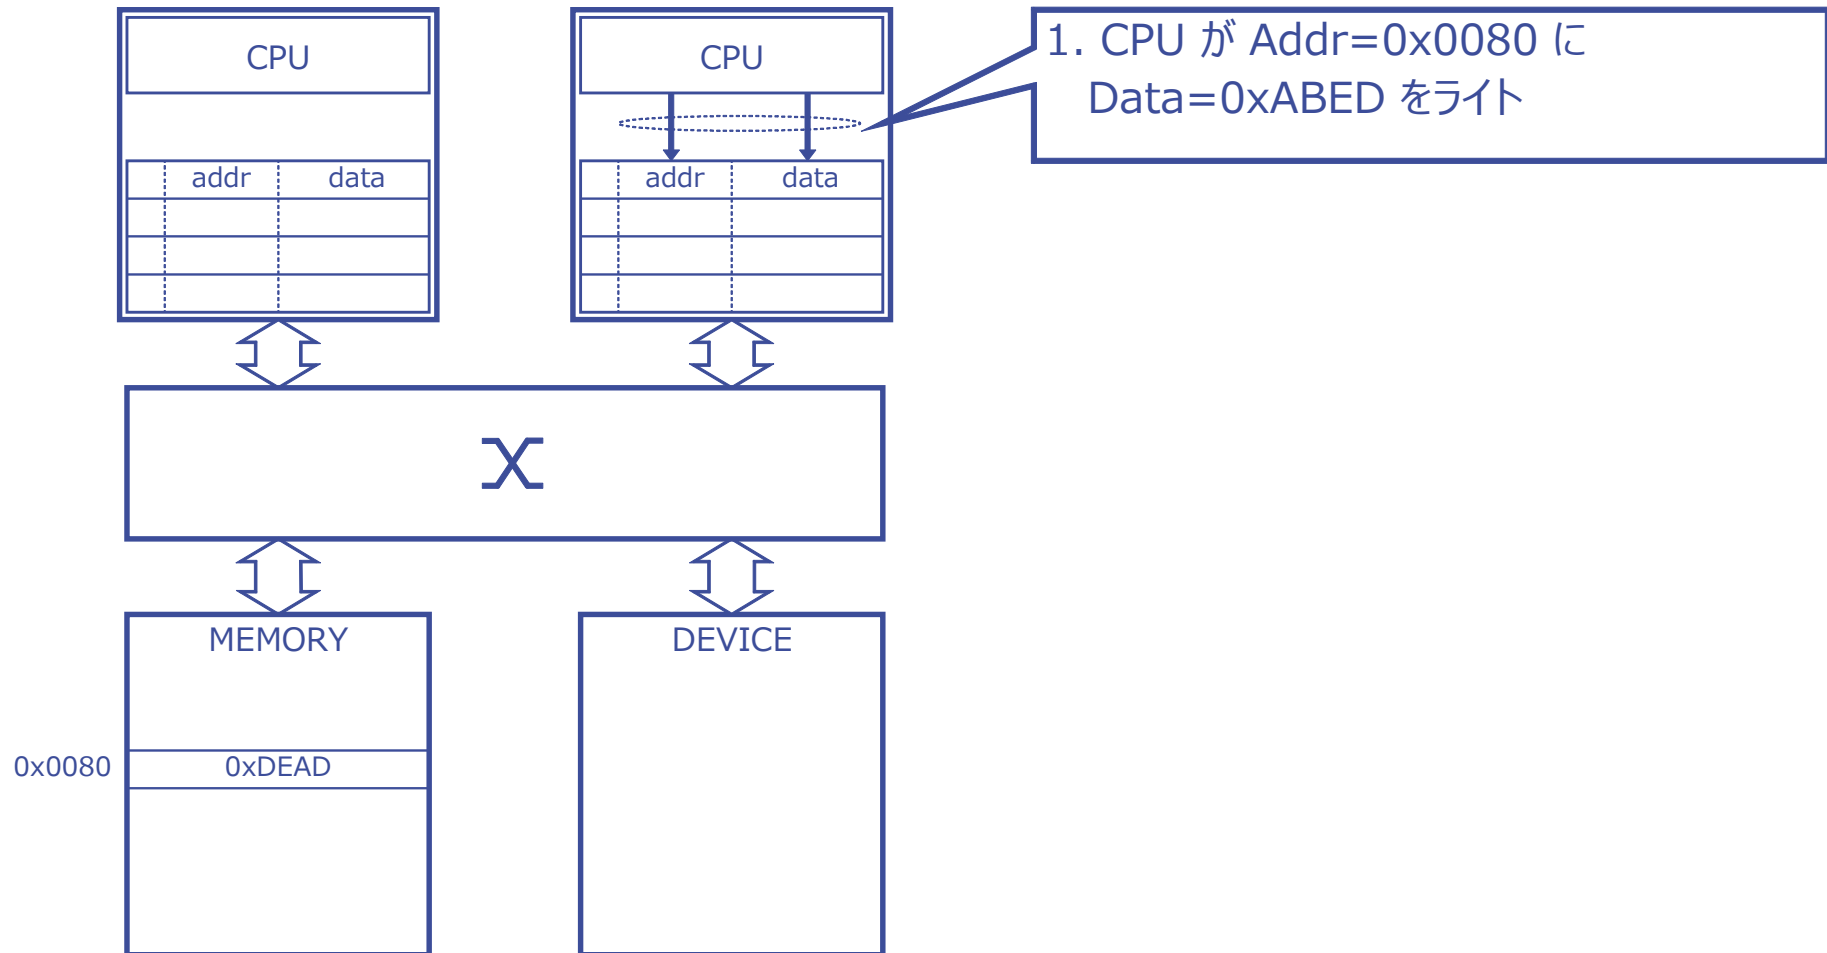 CPU
CPU
1. CPU が Addr=0x0080 に
Data=0xABED をライト
addr data
addr data
MEMORY
DEVICE
0x0080
0xDEAD